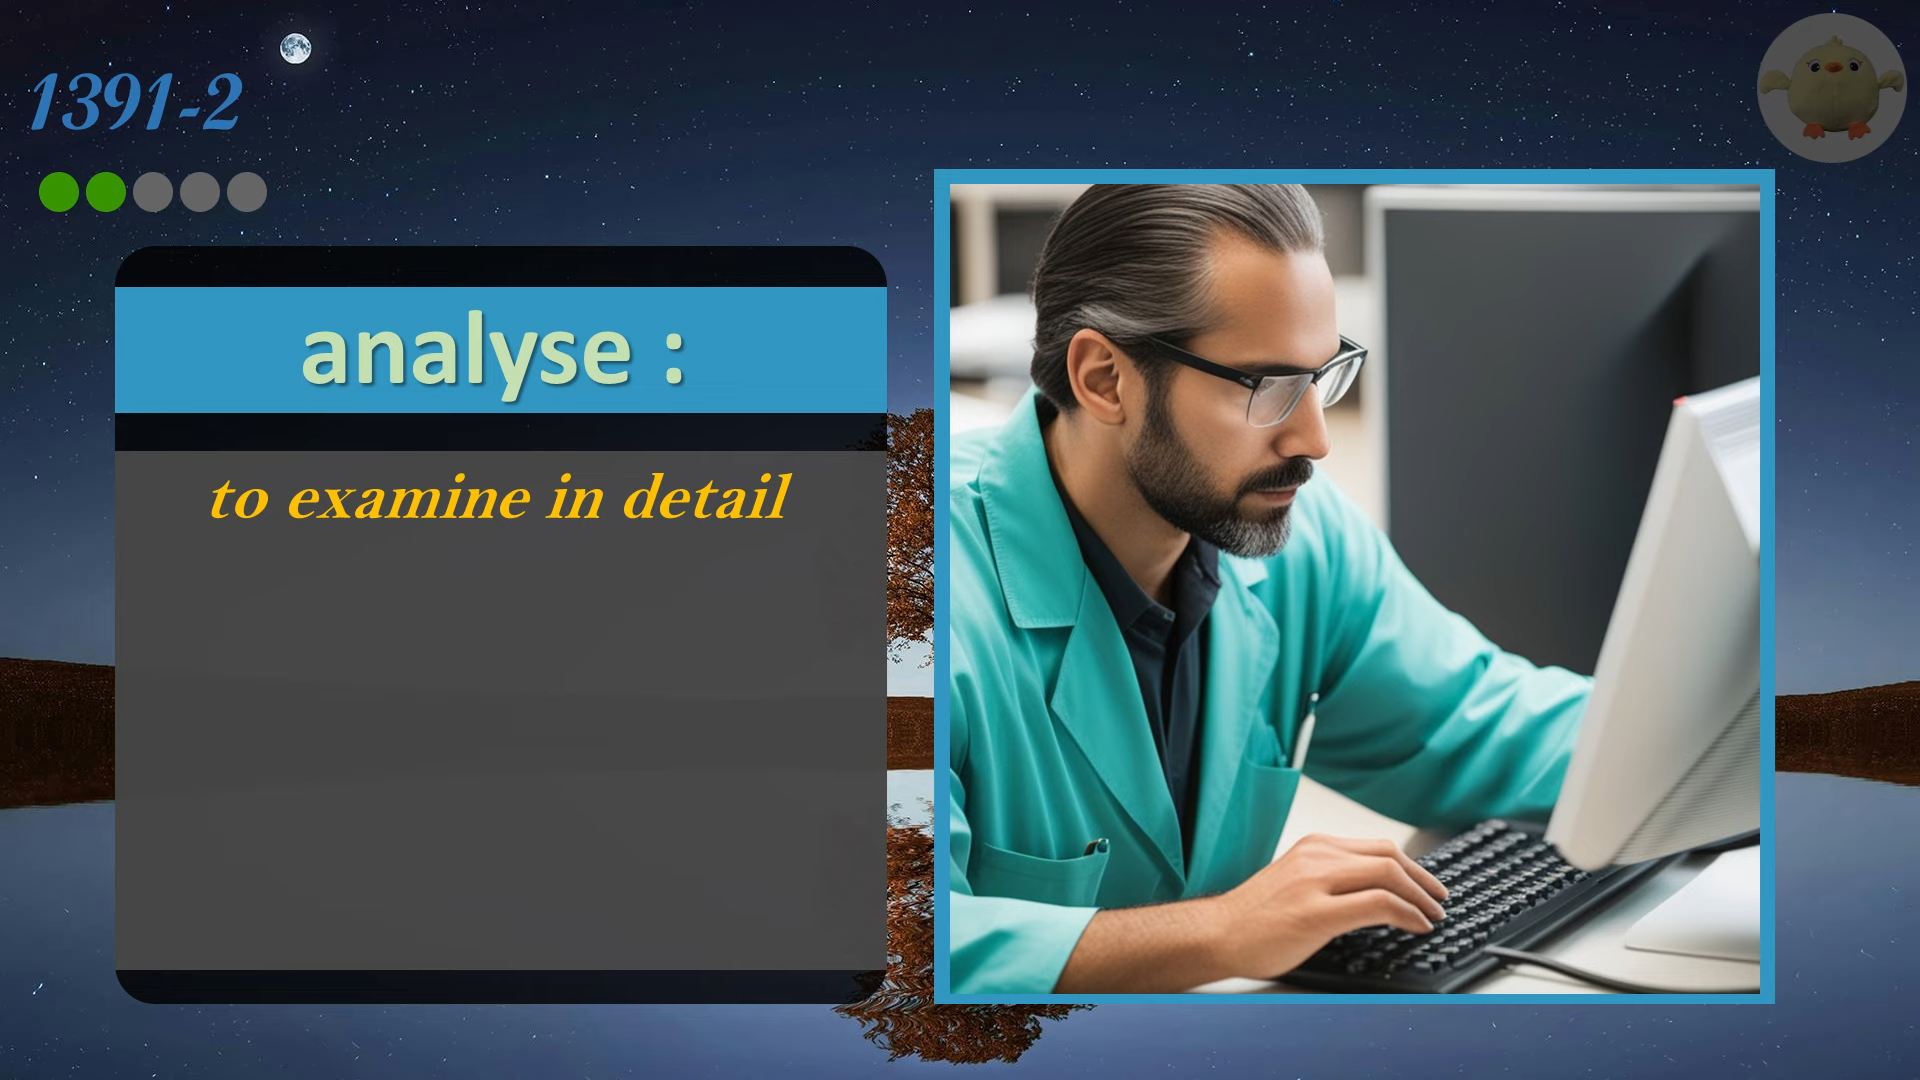 1391-2
analyse :
to examine in detail